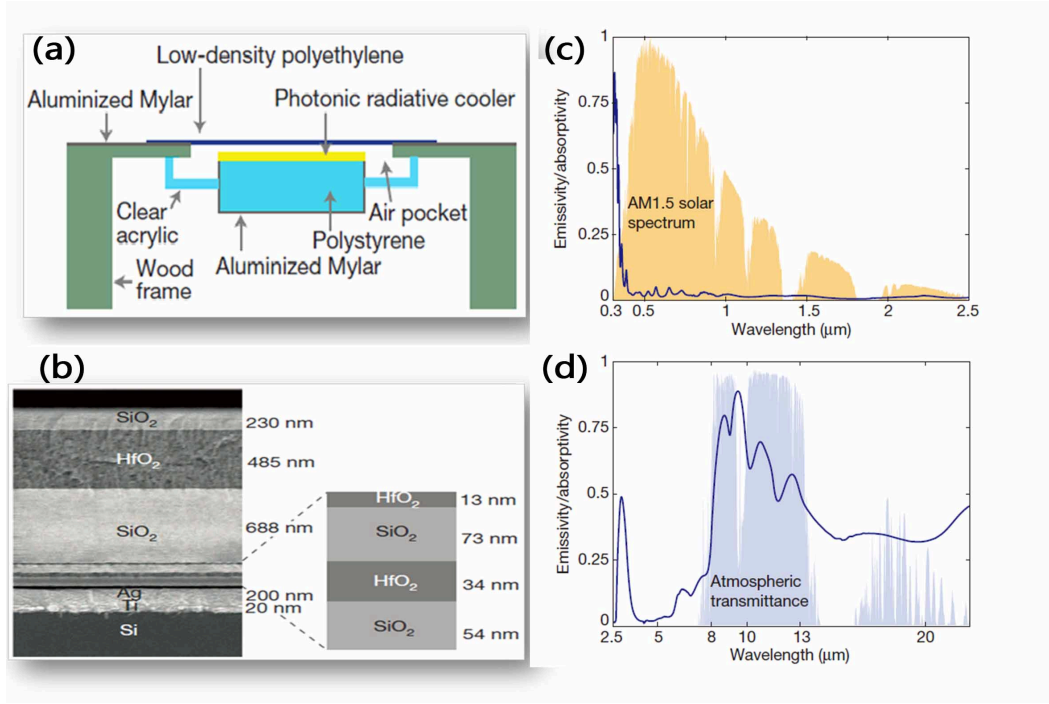 (a)
Low-density polyethylene
Aluminized Mylar
Photonic radiative cooler
Clear
acrylic
Air pocket
Polystyrene
Aluminized Mylar
Wood
frame
(b)
SiO2
230 nm
HfO2
485 nm
SiO2
688 nm
Ag
200 nm
Ti
20 nm
Si
HfO2
13 nm
SiO2
73 nm
HfO2
34 nm
SiO2
54 nm
(c)
Emissivity/absorptivity
1
0.75
0.5
0.25
0
AM1.5 solar
spectrum
0.3 0.5 1 1.5 2 2.5
Wavelength (μm)
(d)
Emissivity/absorptivity
1
0.75
0.5
0.25
0
Atmospheric
transmittance
2.5 5 8 10 13 20
Wavelength (μm)